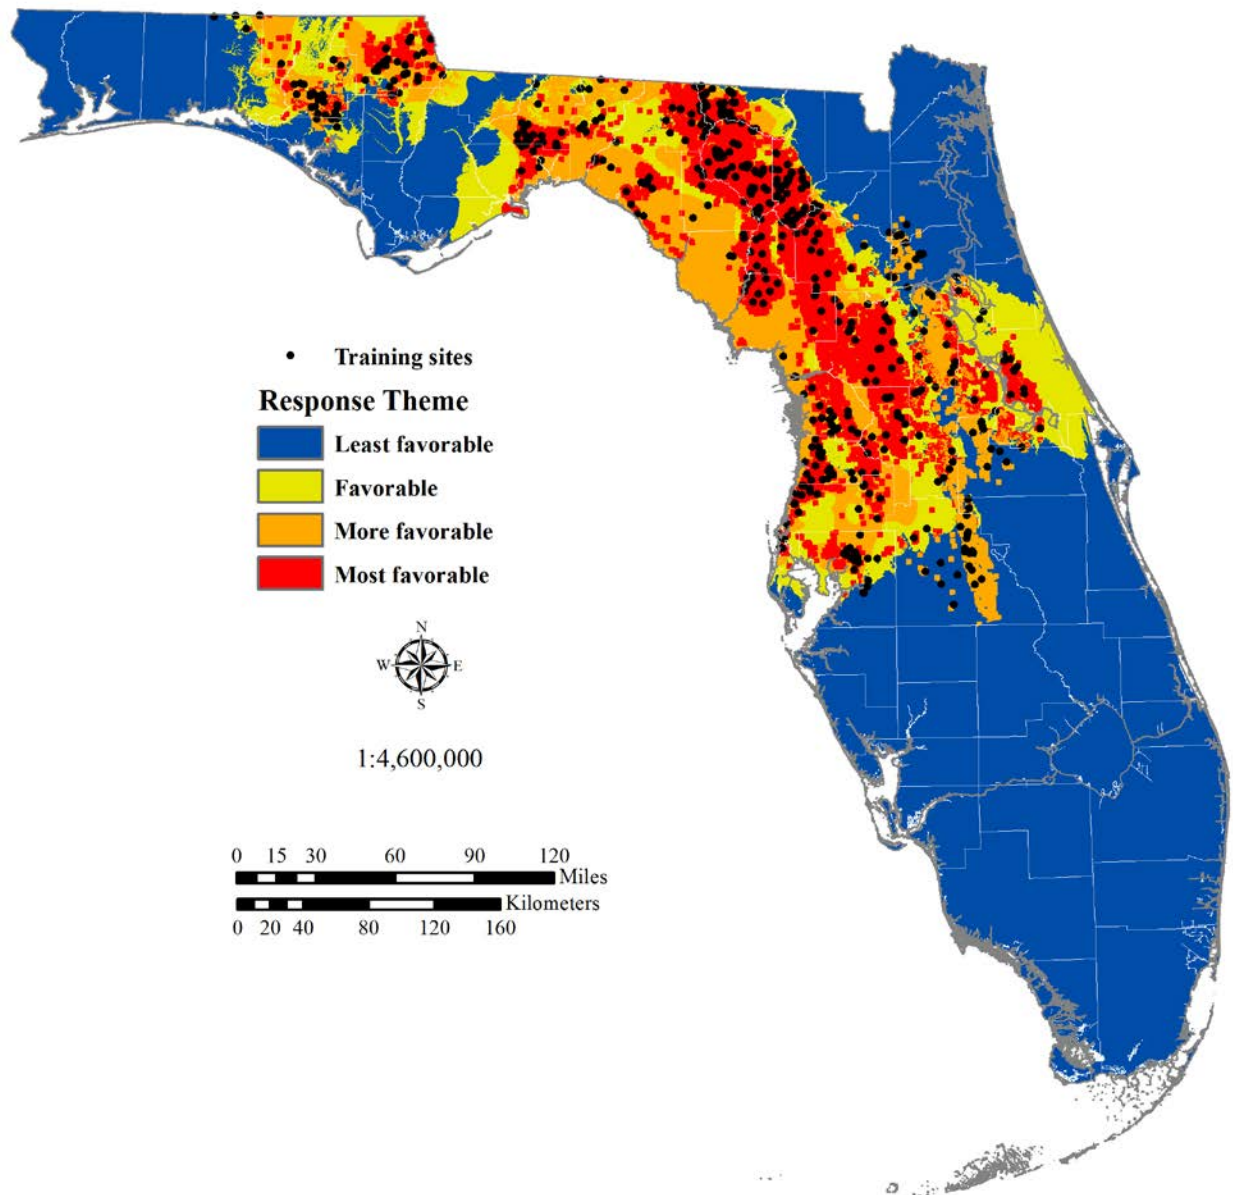 Training sites
Response Theme
Least favorable
Favorable
More favorable
Most favorable
N
W E
S
1:4,600,000
0 15 30 60 90 120
Miles
Kilometers
0 20 40 80 120 160